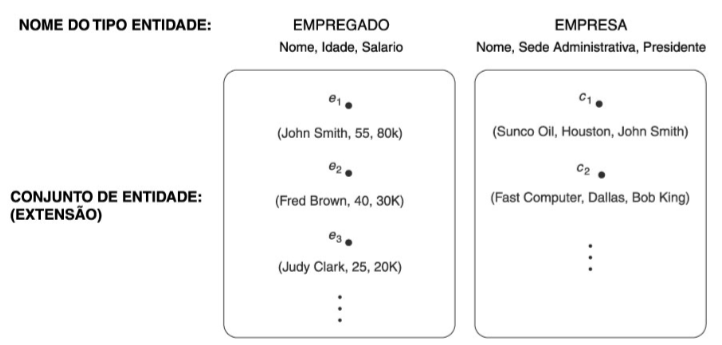 NOME DO TIPO ENTIDADE:
EMPREGADO
Nome, Idade, Salario
EMPRESA
Nome, Sede Administrativa, Presidente
CONJUNTO DE ENTIDADE:
(EXTENSÃO)
e1
(John Smith, 55, 80k)
e2
(Fred Brown, 40, 30K)
e3
(Judy Clark, 25, 20K)
c1
(Sunco Oil, Houston, John Smith)
c2
(Fast Computer, Dallas, Bob King)